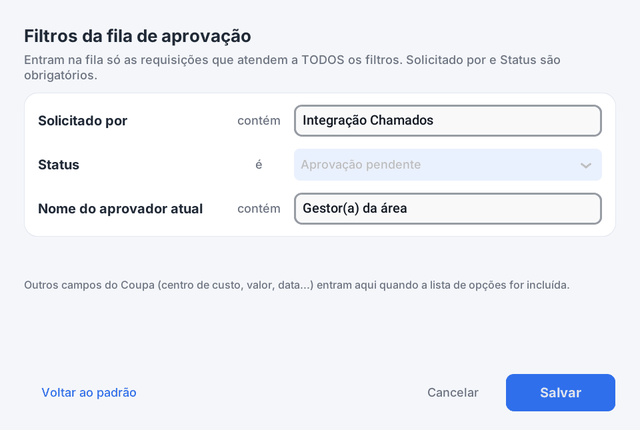 Filtros da fila de aprovação
Entram na fila só as requisições que atendem a TODOS os filtros. Solicitado por e Status são
obrigatórios.
Solicitado por contém Integração Chamados
Status é Aprovação pendente
Nome do aprovador atual contém Gestor(a) da área
Outros campos do Coupa (centro de custo, valor, data...) entram aqui quando a lista de opções for incluída.
Voltar ao padrão Cancelar Salvar